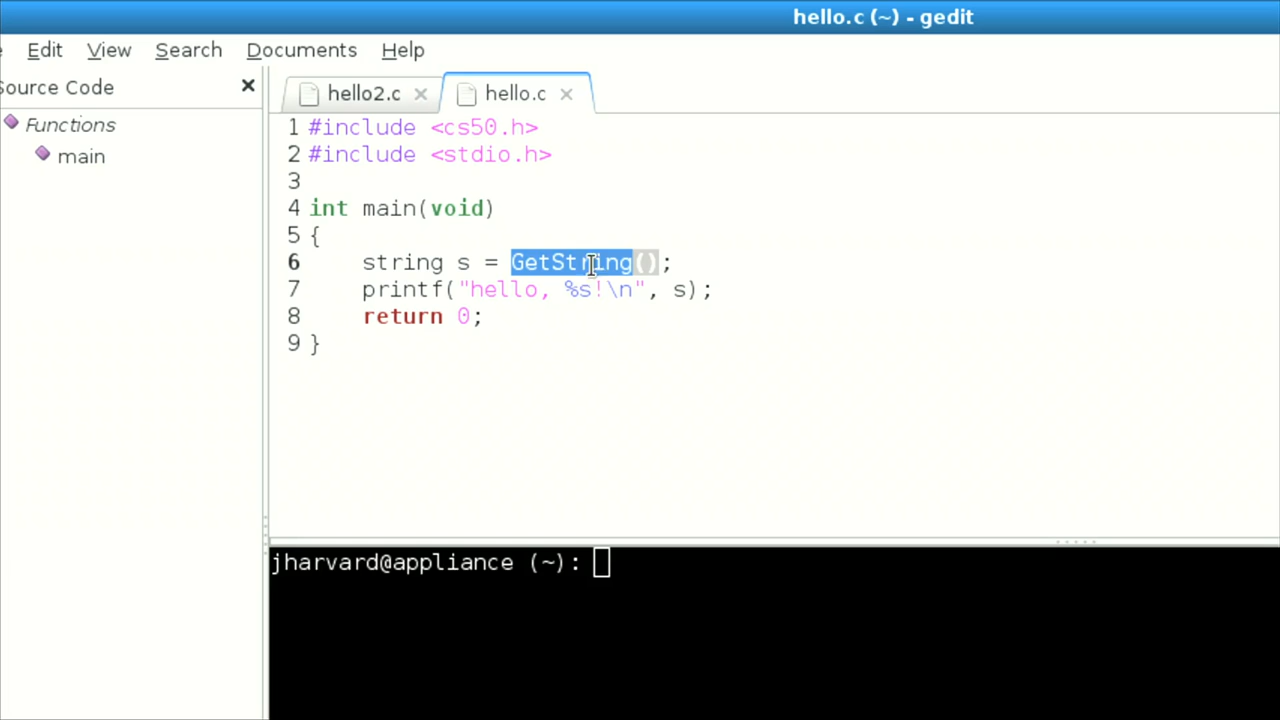 hello.c (~) - gedit
Edit View Search Documents Help
ource Code
hello2.c
hello.c
Functions
main
1 #include <cs50.h>
2 #include <stdio.h>
3
4 int main(void)
5 {
6     string s = GetString();
7     printf("hello, %s!\n", s);
8     return 0;
9 }
jharvard@appliance (~):